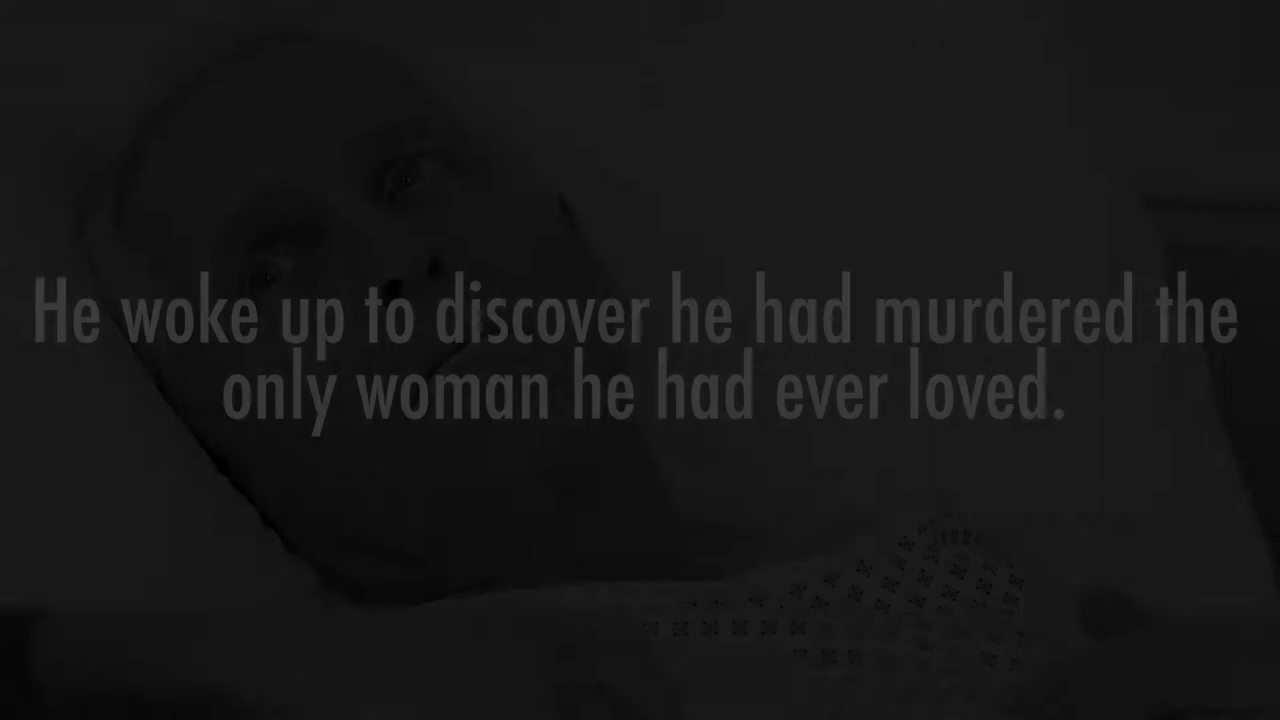 He woke up to discover he had murdered the
only woman he had ever loved.